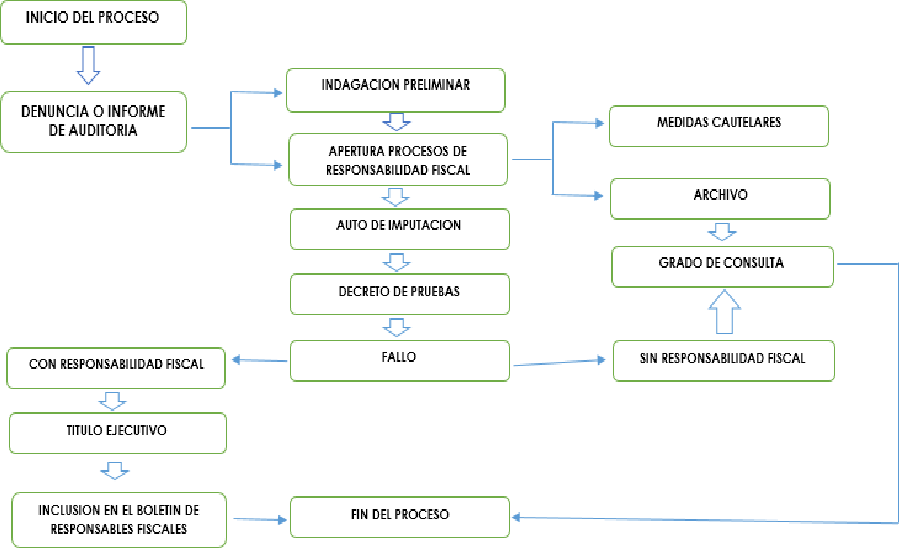 INICIO DEL PROCESO
DENUNCIA O INFORME
DE AUDITORIA
INDAGACION PRELIMINAR
APERTURA PROCESOS DE
RESPONSABILIDAD FISCAL
MEDIDAS CAUTELARES
ARCHIVO
AUTO DE IMPUTACION
GRADO DE CONSULTA
DECRETO DE PRUEBAS
FALLO
CON RESPONSABILIDAD FISCAL
SIN RESPONSABILIDAD FISCAL
TITULO EJECUTIVO
INCLUSION EN EL BOLETIN DE
RESPONSABLES FISCALES
FIN DEL PROCESO